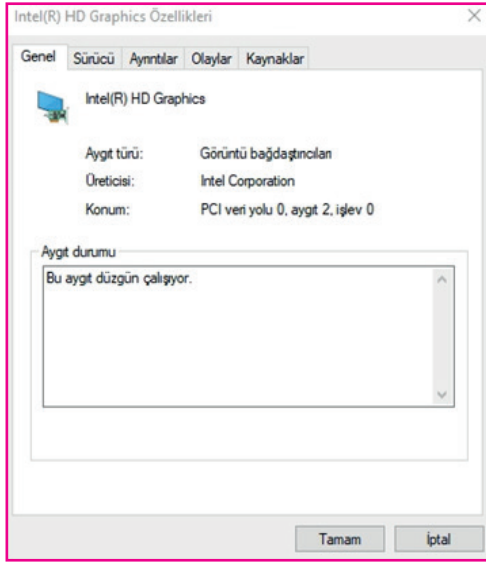 Intel(R) HD Graphics Özellikleri
Genel Sürücü Ayrıntılar Olaylar Kaynaklar
Intel(R) HD Graphics
Aygıt türü: Görüntü bağdaştırıcıları
Üreticisi: Intel Corporation
Konum: PCI veri yolu 0, aygıt 2, işlev 0
Aygıt durumu
Bu aygıt düzgün çalışıyor.
Tamam İptal